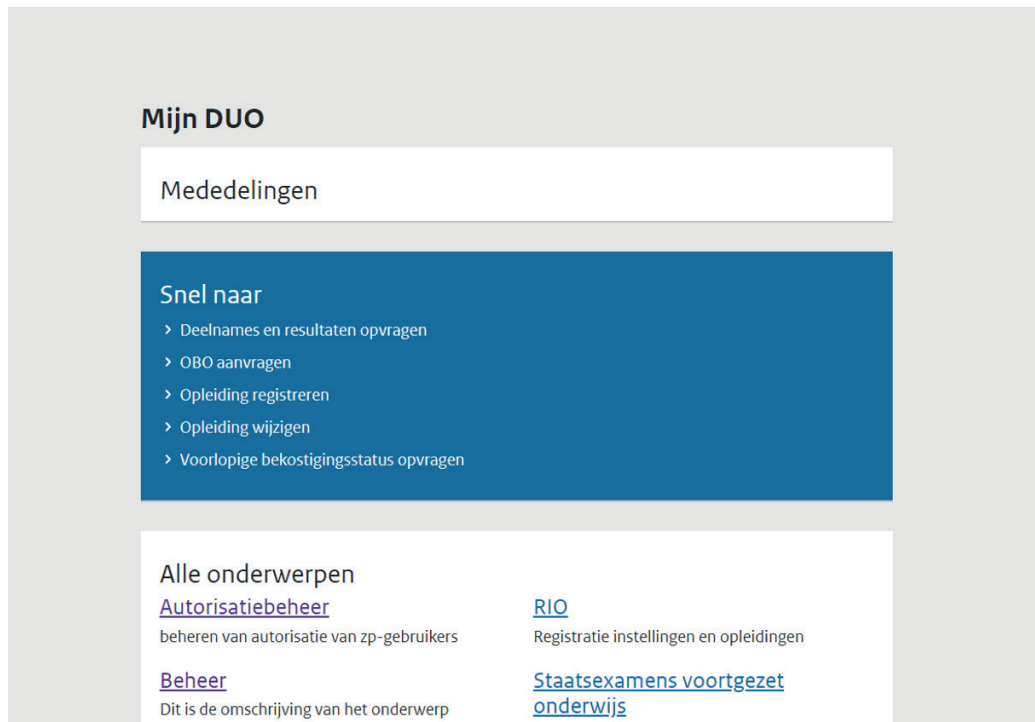 Mijn DUO
Mededelingen
Snel naar
Deelnames en resultaten opvragen
OBO aanvragen
Opleiding registreren
Opleiding wijzigen
Voorlopige bekostigingsstatus opvragen
Alle onderwerpen
Autorisatiebeheer
beheren van autorisatie van zp-gebruikers
Beheer
Dit is de omschrijving van het onderwerp
RIO
Registratie instellingen en opleidingen
Staatsexamens voortgezet
onderwijs